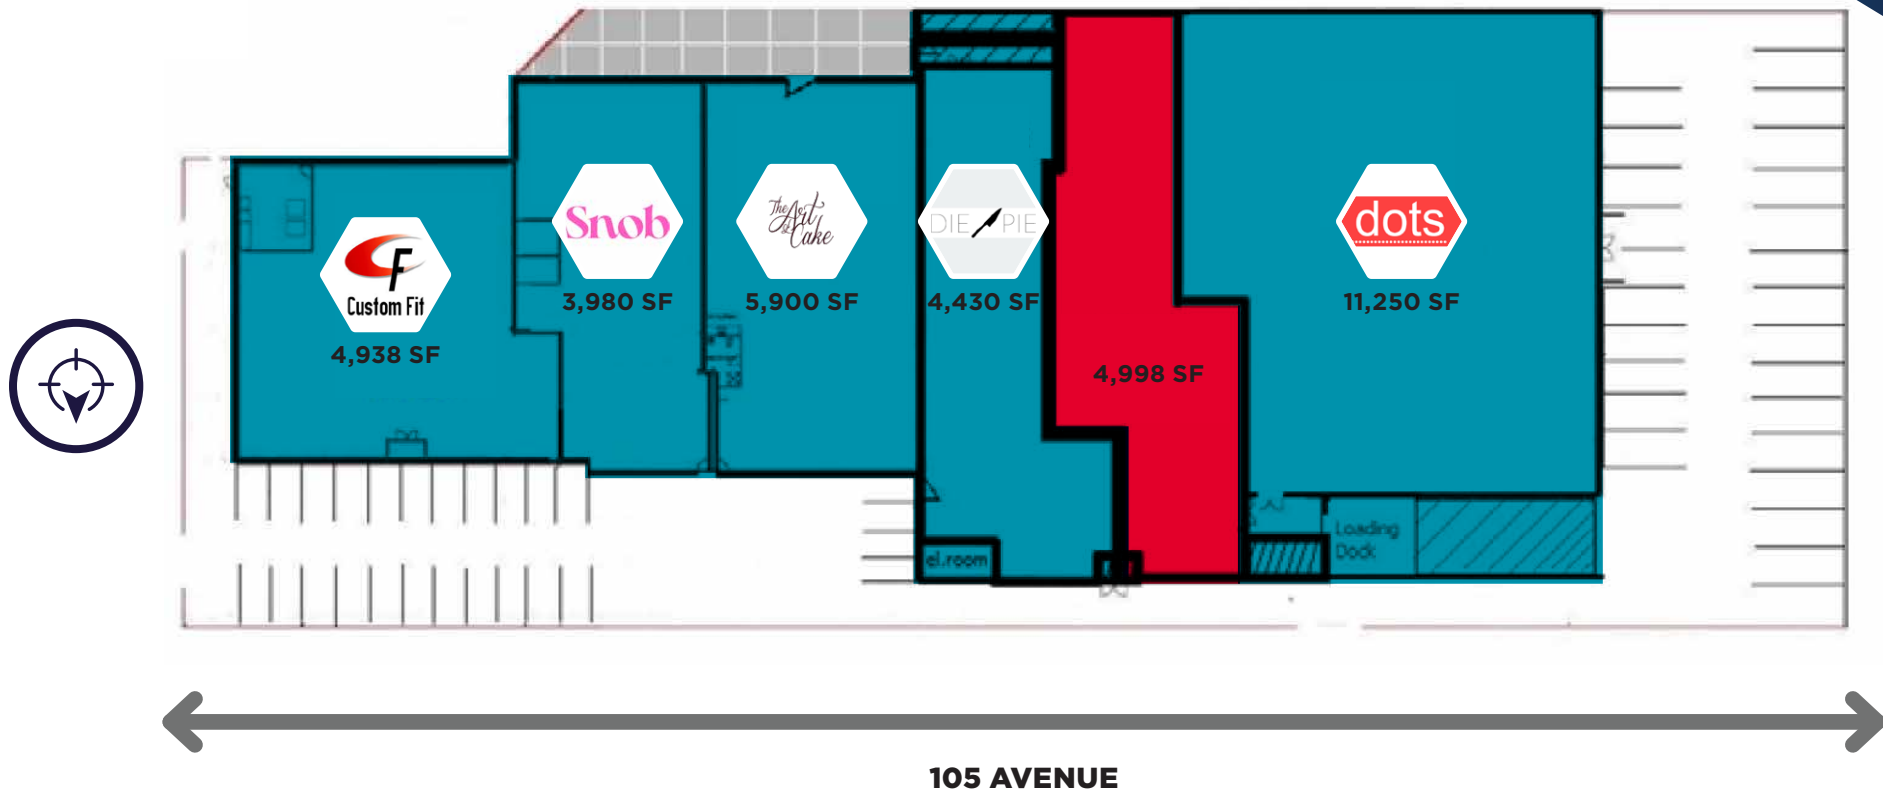 CF
Custom Fit
4,938 SF
Snob
3,980 SF
The Art
of Cake
5,900 SF
DIE PIE
4,430 SF
4,998 SF
dots
11,250 SF
el.room
Loading
Dock
105 AVENUE